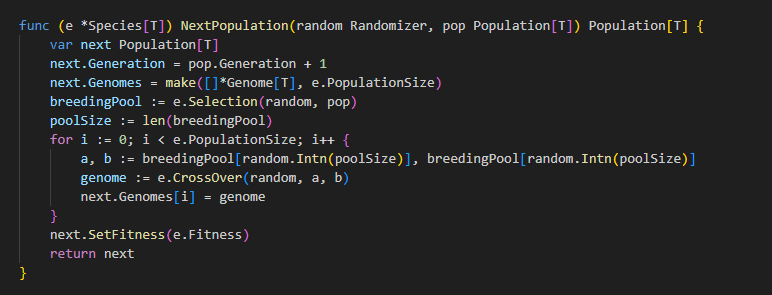 func (e *Species[T]) NextPopulation(random Randomizer, pop Population[T]) Population[T] {
    var next Population[T]
    next.Generation = pop.Generation + 1
    next.Genomes = make([]*Genome[T], e.PopulationSize)
    breedingPool := e.Selection(random, pop)
    poolSize := len(breedingPool)
    for i := 0; i < e.PopulationSize; i++ {
        a, b := breedingPool[random.Intn(poolSize)], breedingPool[random.Intn(poolSize)]
        genome := e.CrossOver(random, a, b)
        next.Genomes[i] = genome
    }
    next.SetFitness(e.Fitness)
    return next
}